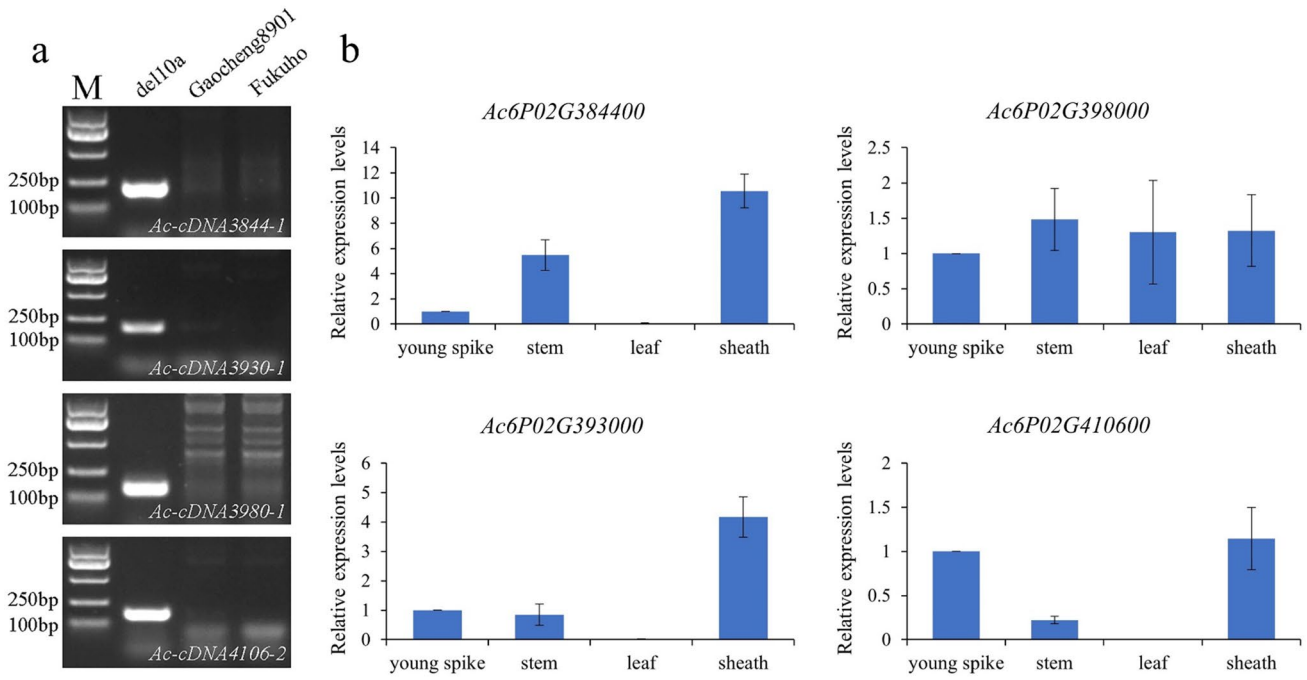 a
M
del10a
Gaocheng8901
Fukuho
250bp
100bp
Ac-cDNA3844-1
250bp
100bp
Ac-cDNA3930-1
250bp
100bp
Ac-cDNA3980-1
250bp
100bp
Ac-cDNA4106-2
b
Ac6P02G384400
Relative expression levels
14
12
10
8
6
4
2
0
young spike stem leaf sheath
Ac6P02G398000
Relative expression levels
2.5
2
1.5
1
0.5
0
young spike stem leaf sheath
Ac6P02G393000
Relative expression levels
6
5
4
3
2
1
0
young spike stem leaf sheath
Ac6P02G410600
Relative expression levels
2
1.5
1
0.5
0
young spike stem leaf sheath